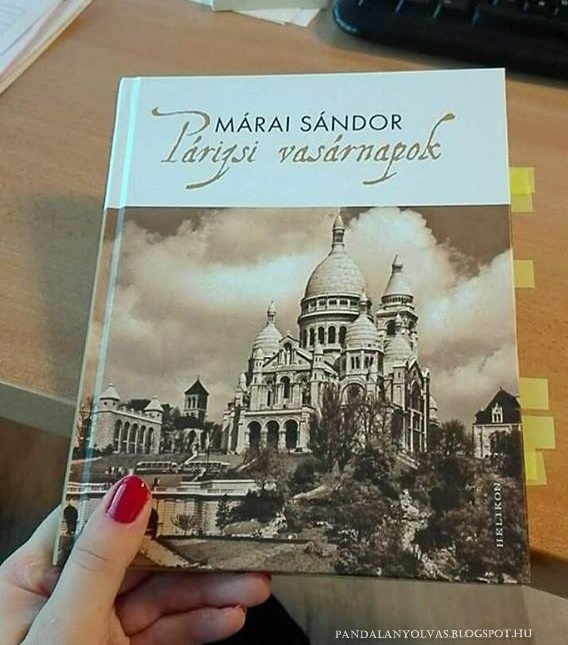 MÁRAI SÁNDOR
Párizsi vasárnapok
HELIKON
PANDALANYOLVAS.BLOGSPOT.HU